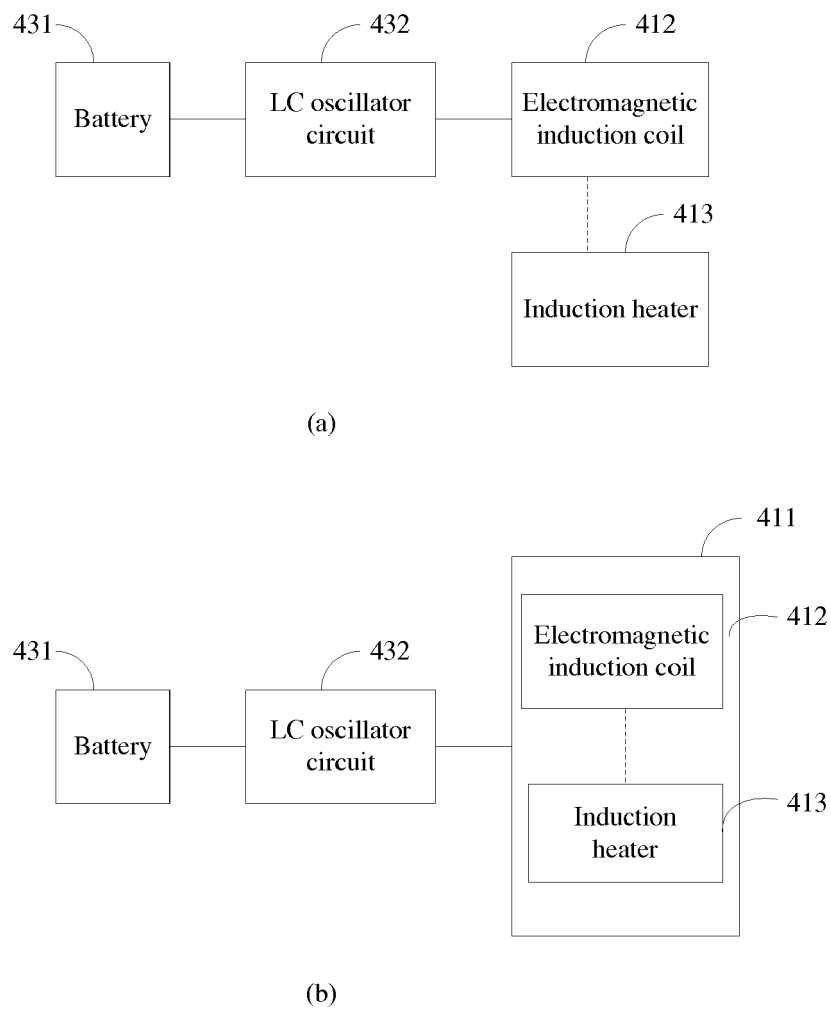 431
432
412
Battery
LC oscillator
circuit
Electromagnetic
induction coil
413
Induction heater
(a)
411
412
Electromagnetic
induction coil
431
432
Battery
LC oscillator
circuit
413
Induction
heater
(b)